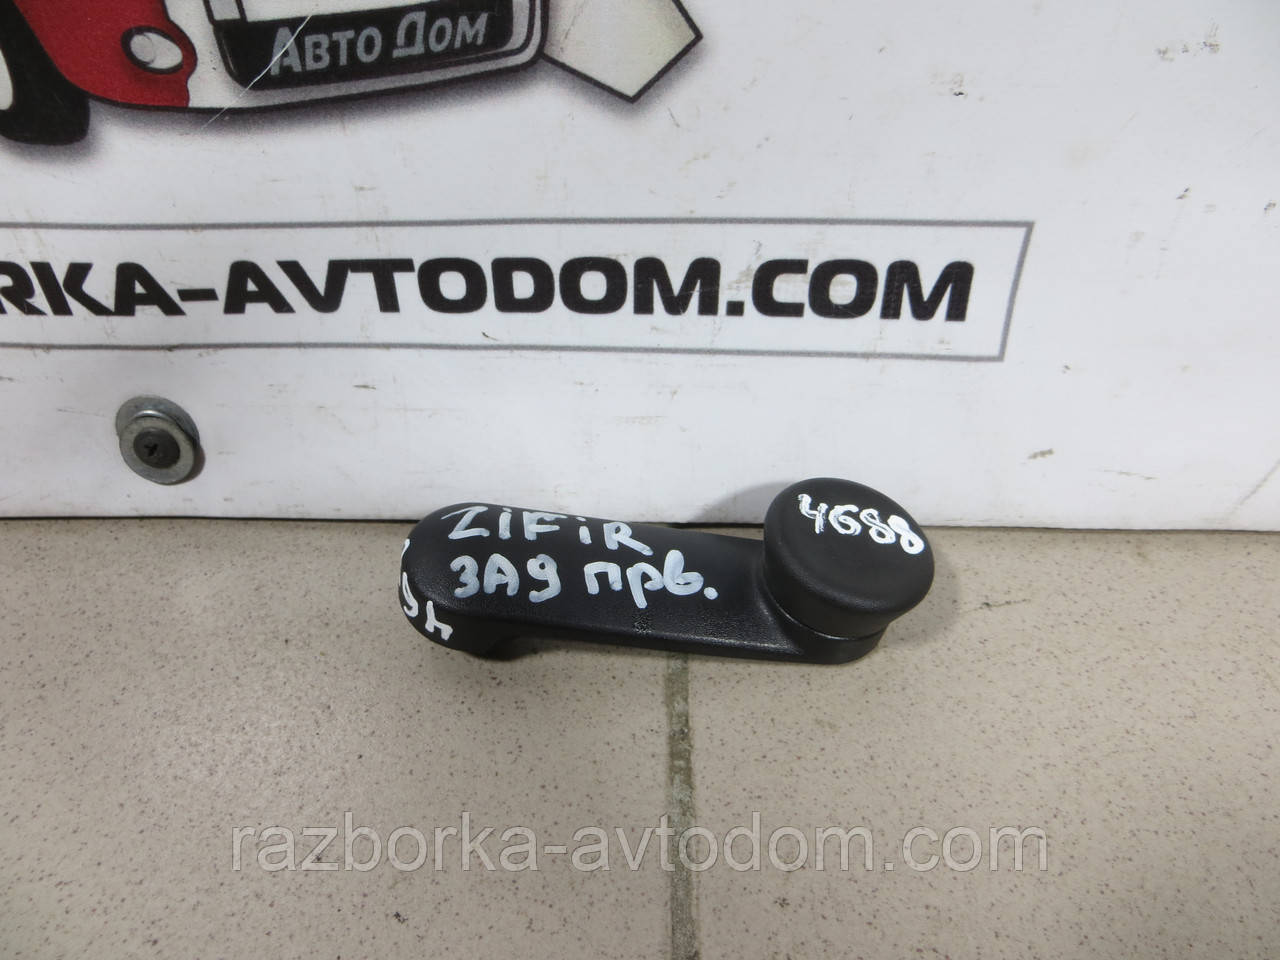 АВТО ДОМ
RKA-AVTODOM.COM
4688
ZiFiR
ЗАД ПРВ.
razborka-avtodom.com